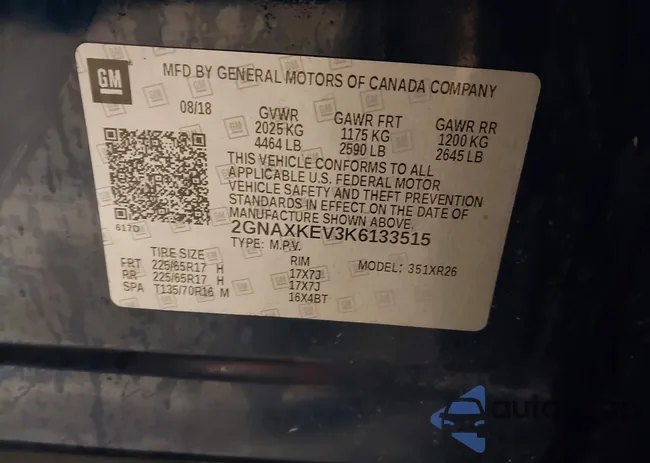 GM
MFD BY GENERAL MOTORS OF CANADA COMPANY
08/18
GVWR GAWR FRT GAWR RR
2025 KG 1175 KG 1200 KG
4464 LB 2590 LB 2645 LB
THIS VEHICLE CONFORMS TO ALL
APPLICABLE U.S. FEDERAL MOTOR
VEHICLE SAFETY AND THEFT PREVENTION
STANDARDS IN EFFECT ON THE DATE OF
MANUFACTURE SHOWN ABOVE.
617D
2GNAXKEV3K6133515
TYPE: M.P.V.
TIRE SIZE RIM MODEL: 351XR26
FRT 225/65R17 H 17X7J
RR 225/65R17 H 17X7J
SPA T135/70R16 M 16X4BT